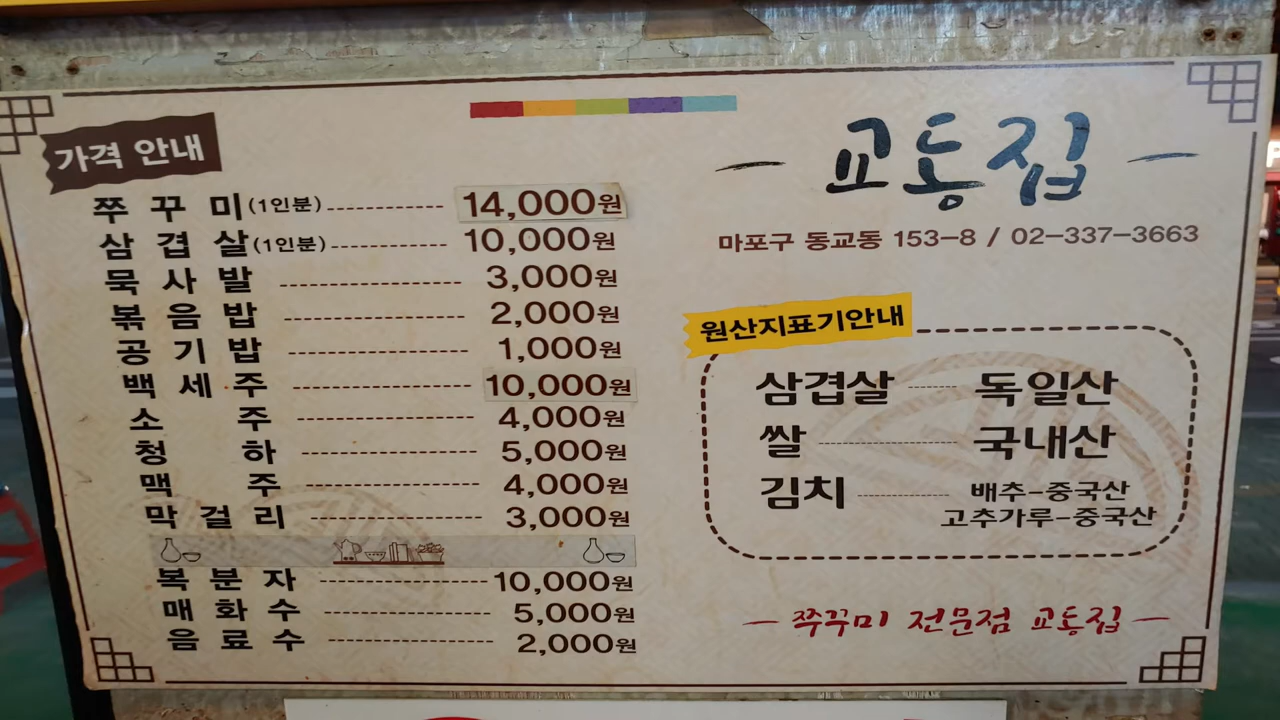 가격 안내
쭈 꾸 미(1인분) 14,000원
삼 겹 살(1인분) 10,000원
묵 사 발 3,000원
볶 음 밥 2,000원
공 기 밥 1,000원
백 세 주 10,000원
소 주 4,000원
청 하 5,000원
맥 주 4,000원
막 걸 리 3,000원
복 분 자 10,000원
매 화 수 5,000원
음 료 수 2,000원
교동집
마포구 동교동 153-8 / 02-337-3663
원산지표기안내
삼겹살 독일산
쌀 국내산
김치 배추-중국산
고추가루-중국산
쭈꾸미 전문점 교동집